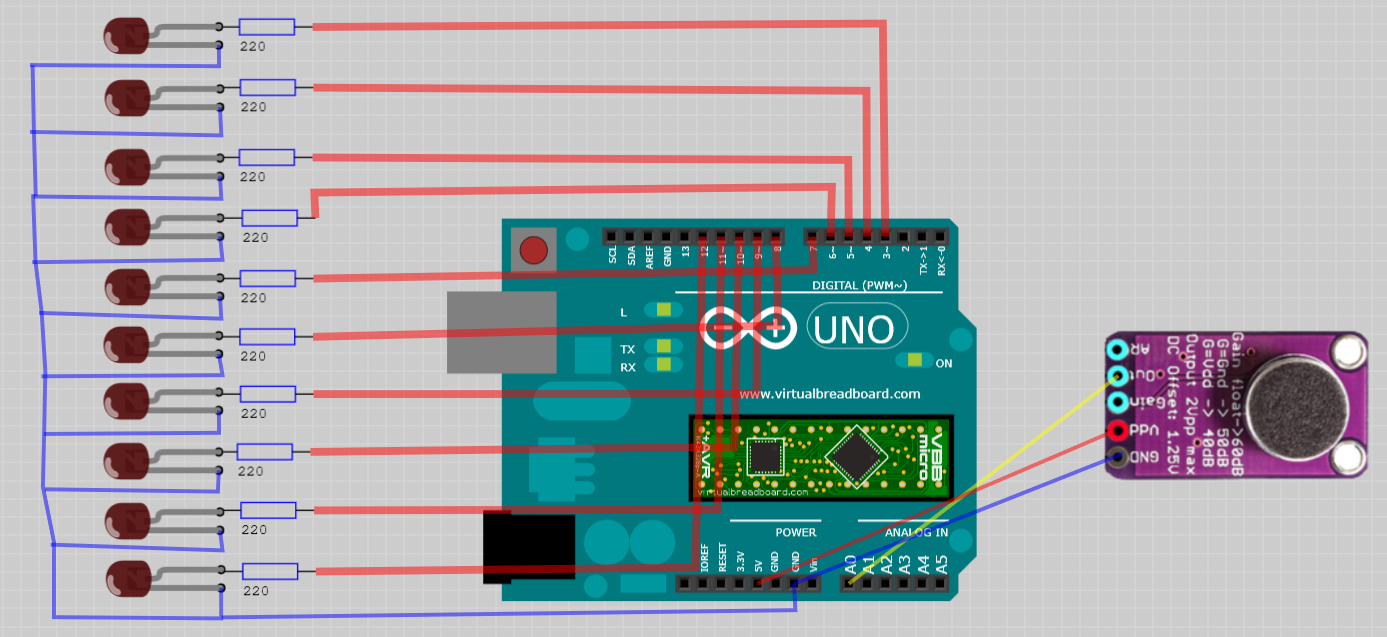 220
220
220
220
220
220
220
220
220
220
SCL
SDA
AREF
GND
13
12
11~
10~
9~
8
7
6~
5~
4
3~
2
TX->1
RX<-0
DIGITAL (PWM~)
L
TX
RX
UNO
ON
www.virtualbreadboard.com
AVR
VBB
micro
virtualbreadboard.com
POWER
ANALOG IN
IOREF
RESET
3.3V
5V
GND
GND
Vin
A0
A1
A2
A3
A4
A5
AR
Out
Gain
Vdd
GND
DC Offset: 1.25V
Output 2Vpp max
G=Vdd -> 40dB
G=Gnd -> 50dB
Gain float->60dB